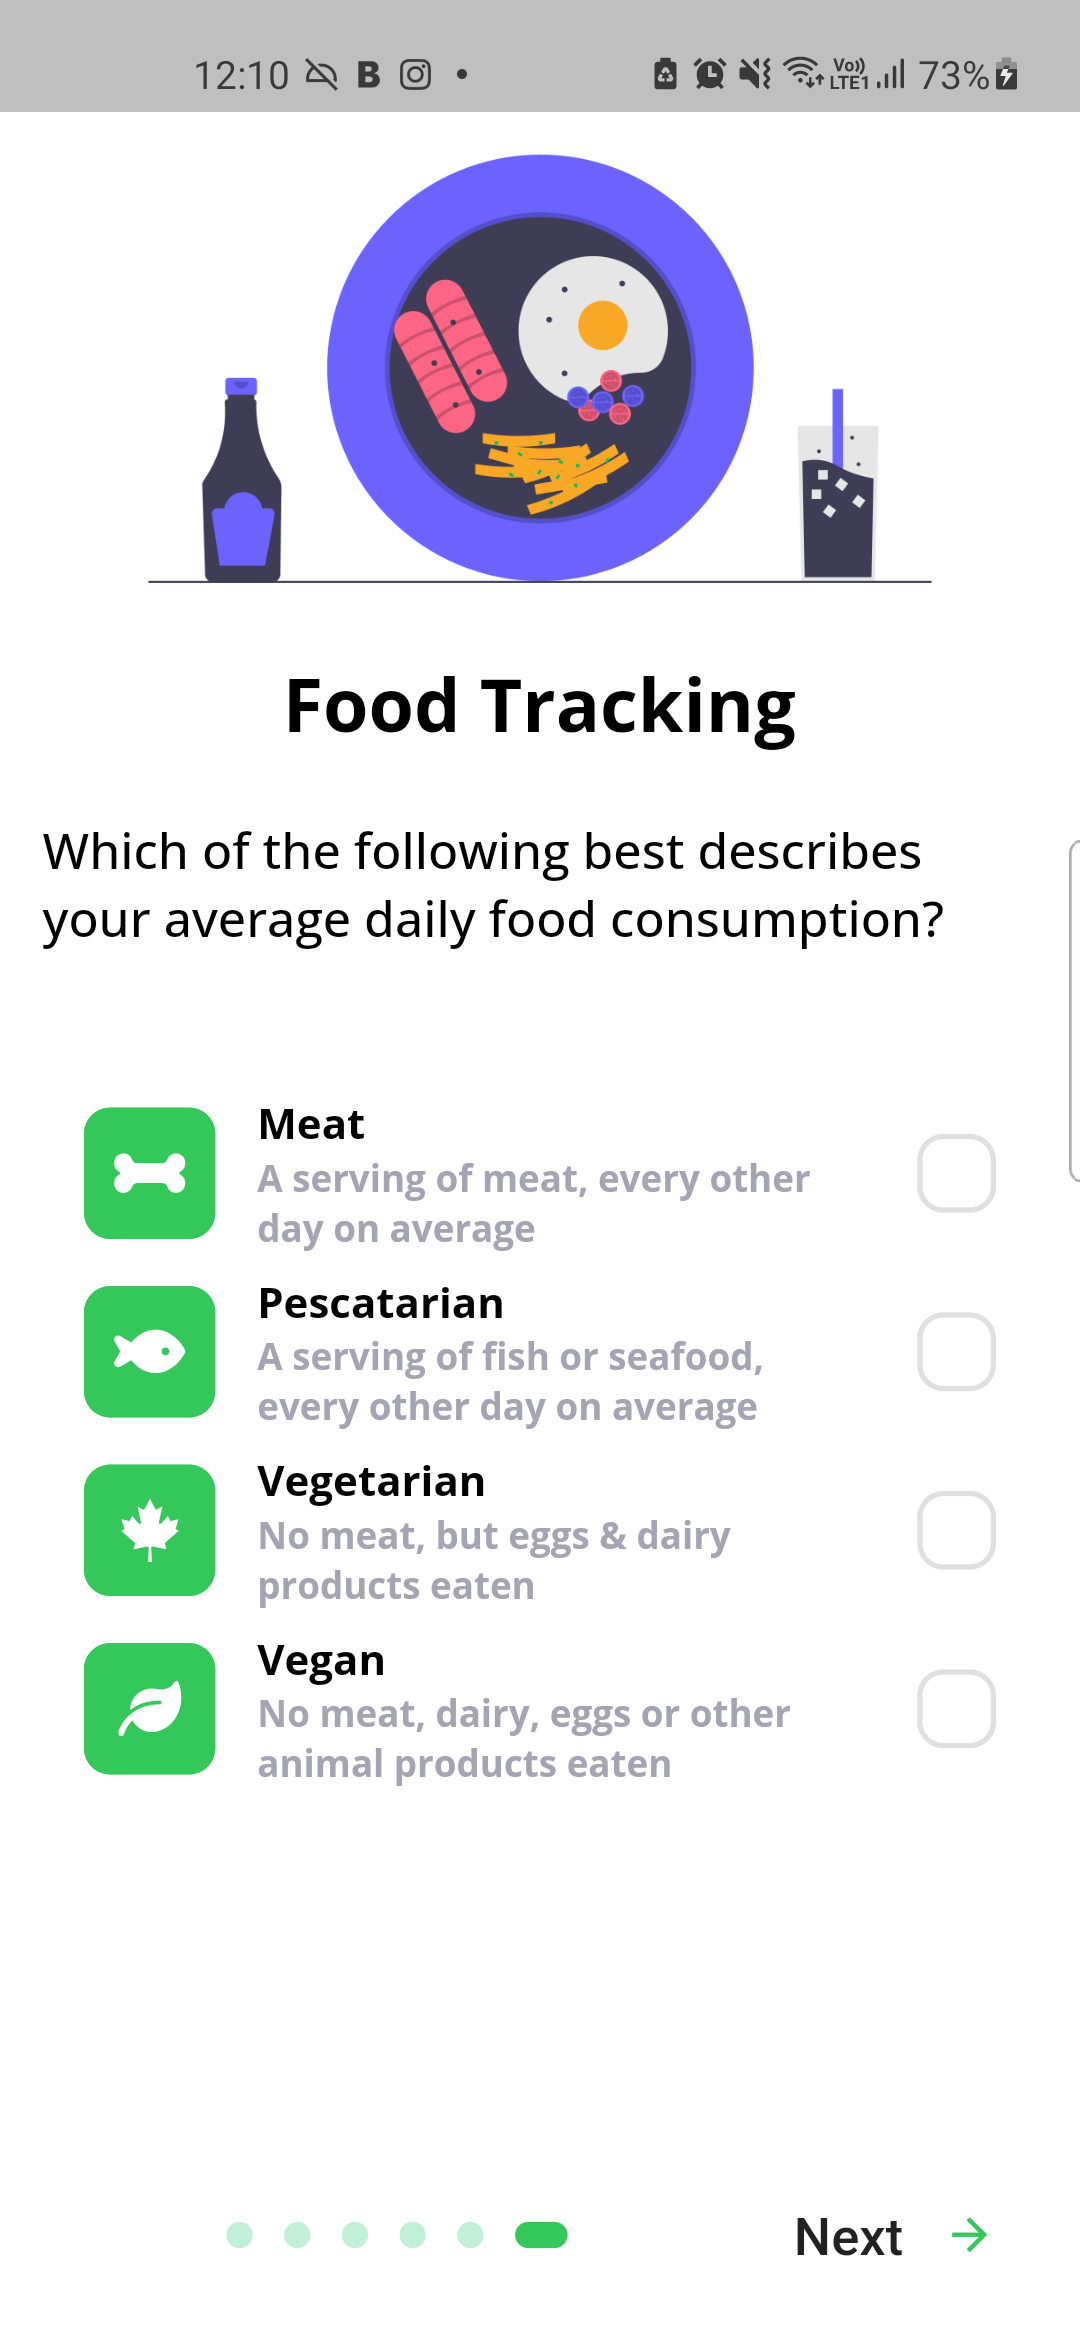 12:10 B Vo)) LTE1 73%
Food Tracking
Which of the following best describes
your average daily food consumption?
Meat
A serving of meat, every other
day on average
Pescatarian
A serving of fish or seafood,
every other day on average
Vegetarian
No meat, but eggs & dairy
products eaten
Vegan
No meat, dairy, eggs or other
animal products eaten
Next